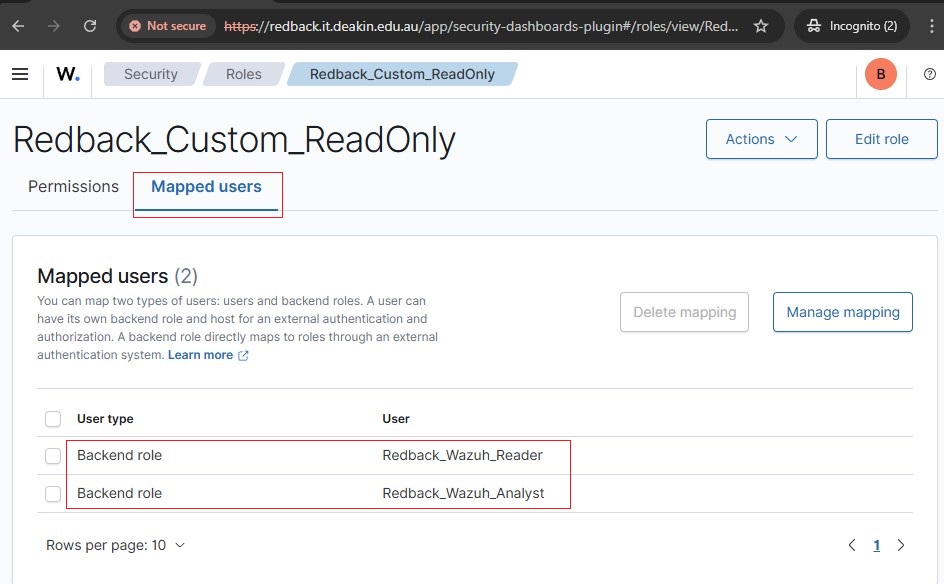 Not secure https://redback.it.deakin.edu.au/app/security-dashboards-plugin#/roles/view/Red... Incognito (2)
W. Security Roles Redback_Custom_ReadOnly B
Redback_Custom_ReadOnly
Actions Edit role
Permissions Mapped users
Mapped users (2)
You can map two types of users: users and backend roles. A user can
have its own backend role and host for an external authentication and
authorization. A backend role directly maps to roles through an external
authentication system. Learn more
Delete mapping Manage mapping
User type User
Backend role Redback_Wazuh_Reader
Backend role Redback_Wazuh_Analyst
Rows per page: 10 1